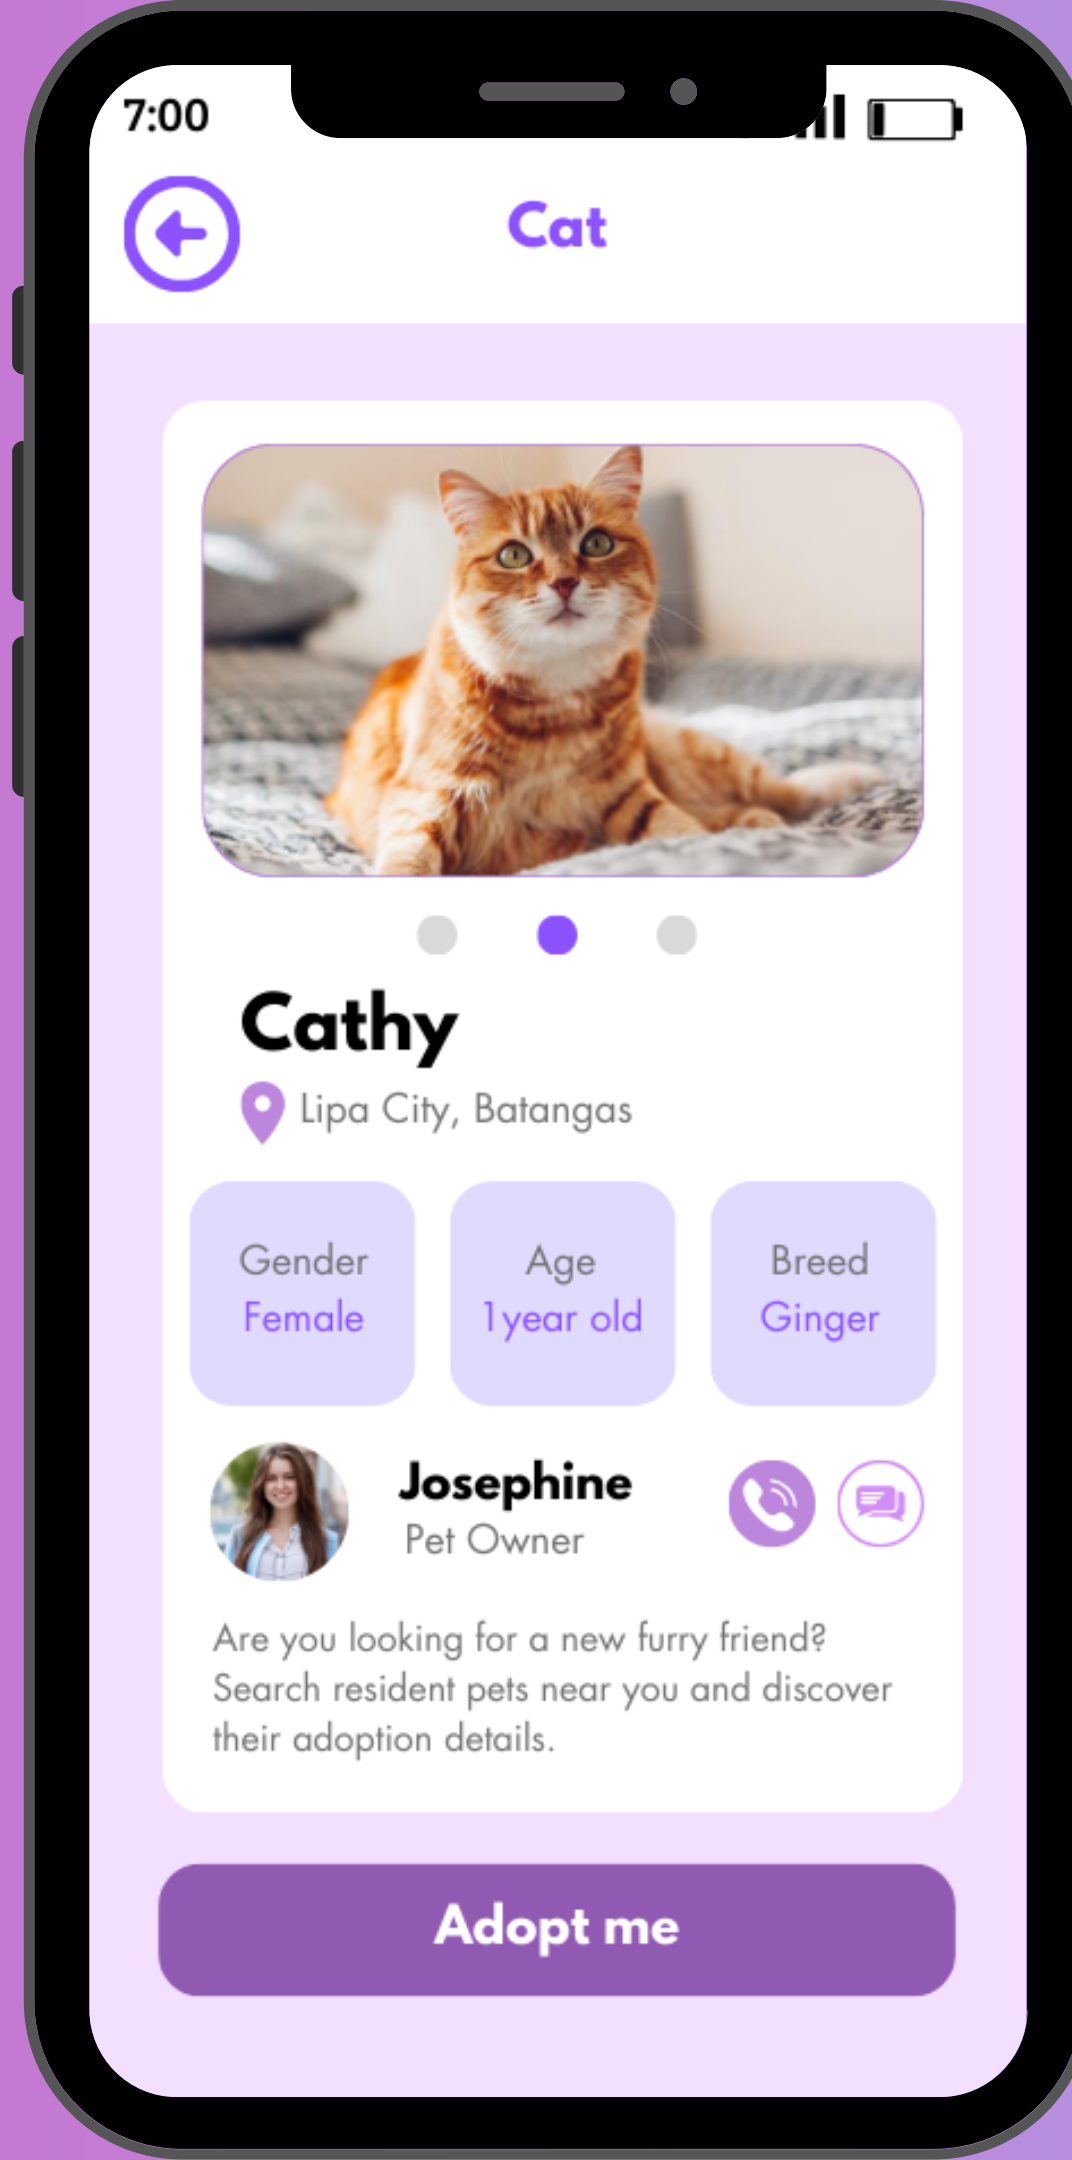 7:00
Cat
Cathy
Lipa City, Batangas
Gender
Female
Age
1year old
Breed
Ginger
Josephine
Pet Owner
Are you looking for a new furry friend?
Search resident pets near you and discover
their adoption details.
Adopt me